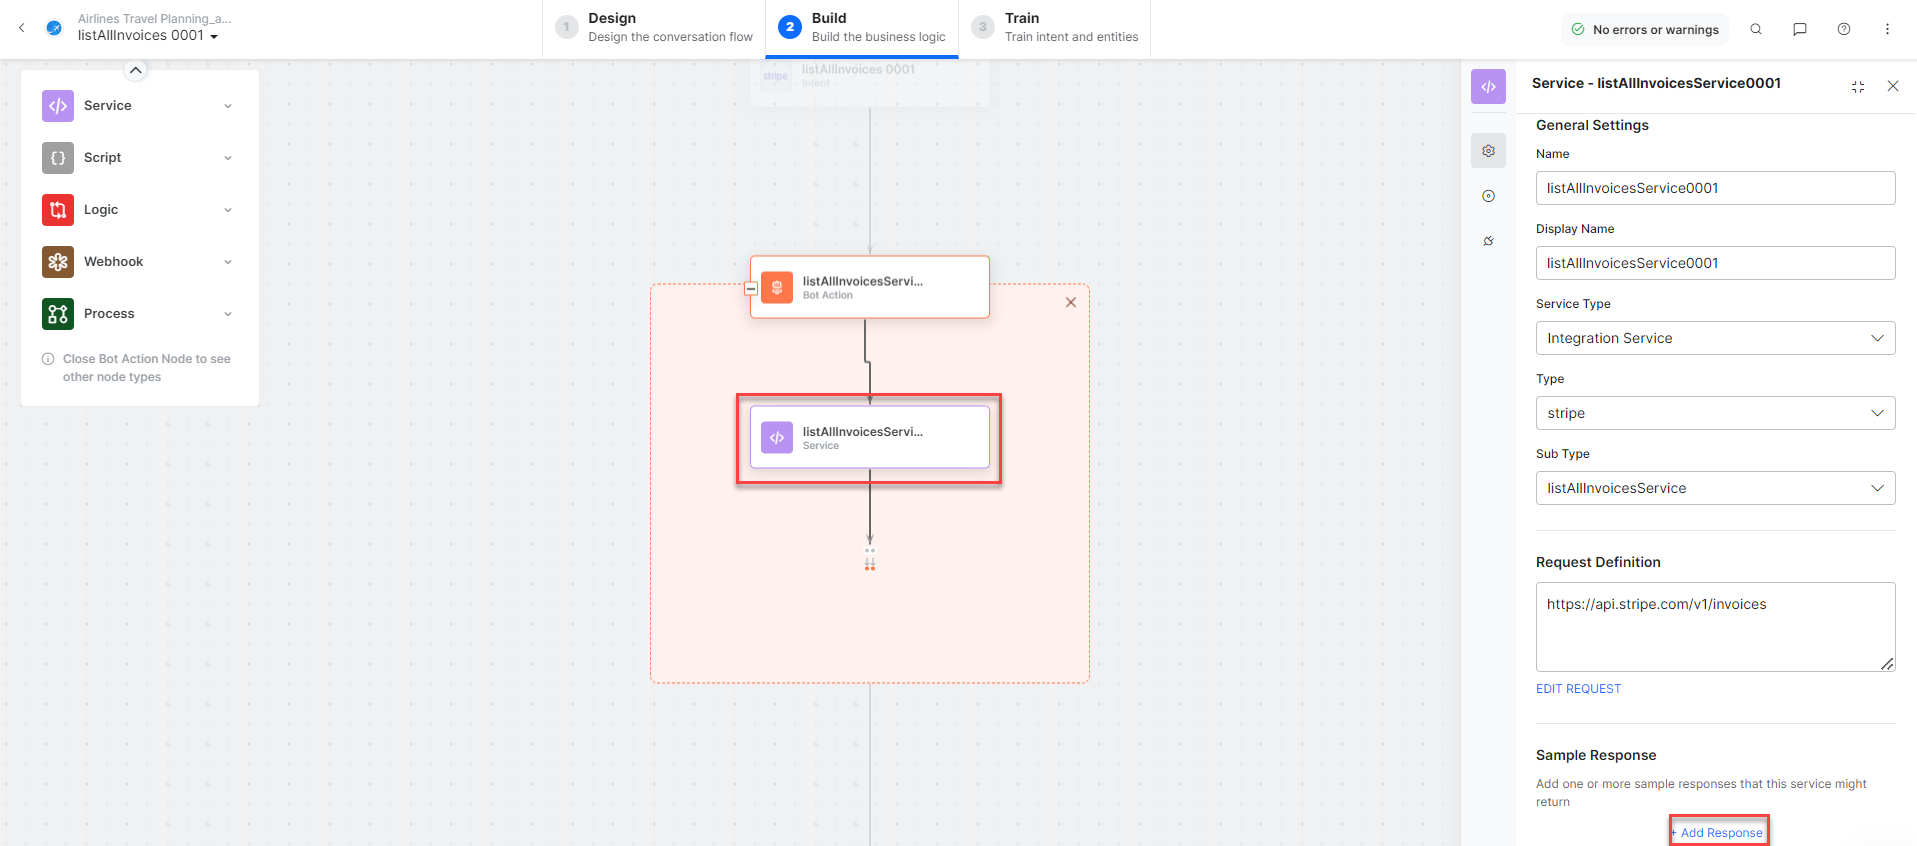 Airlines Travel Planning_a...
listAllInvoices 0001
1
Design
Design the conversation flow
2
Build
Build the business logic
3
Train
Train intent and entities
No errors or warnings
Service
Script
Logic
Webhook
Process
Close Bot Action Node to see
other node types
stripe
listAllInvoices 0001
Intent
listAllInvoicesServi...
Bot Action
listAllInvoicesServi...
Service
Service - listAllInvoicesService0001
General Settings
Name
listAllInvoicesService0001
Display Name
listAllInvoicesService0001
Service Type
Integration Service
Type
stripe
Sub Type
listAllInvoicesService
Request Definition
https://api.stripe.com/v1/invoices
EDIT REQUEST
Sample Response
Add one or more sample responses that this service might
return
+ Add Response